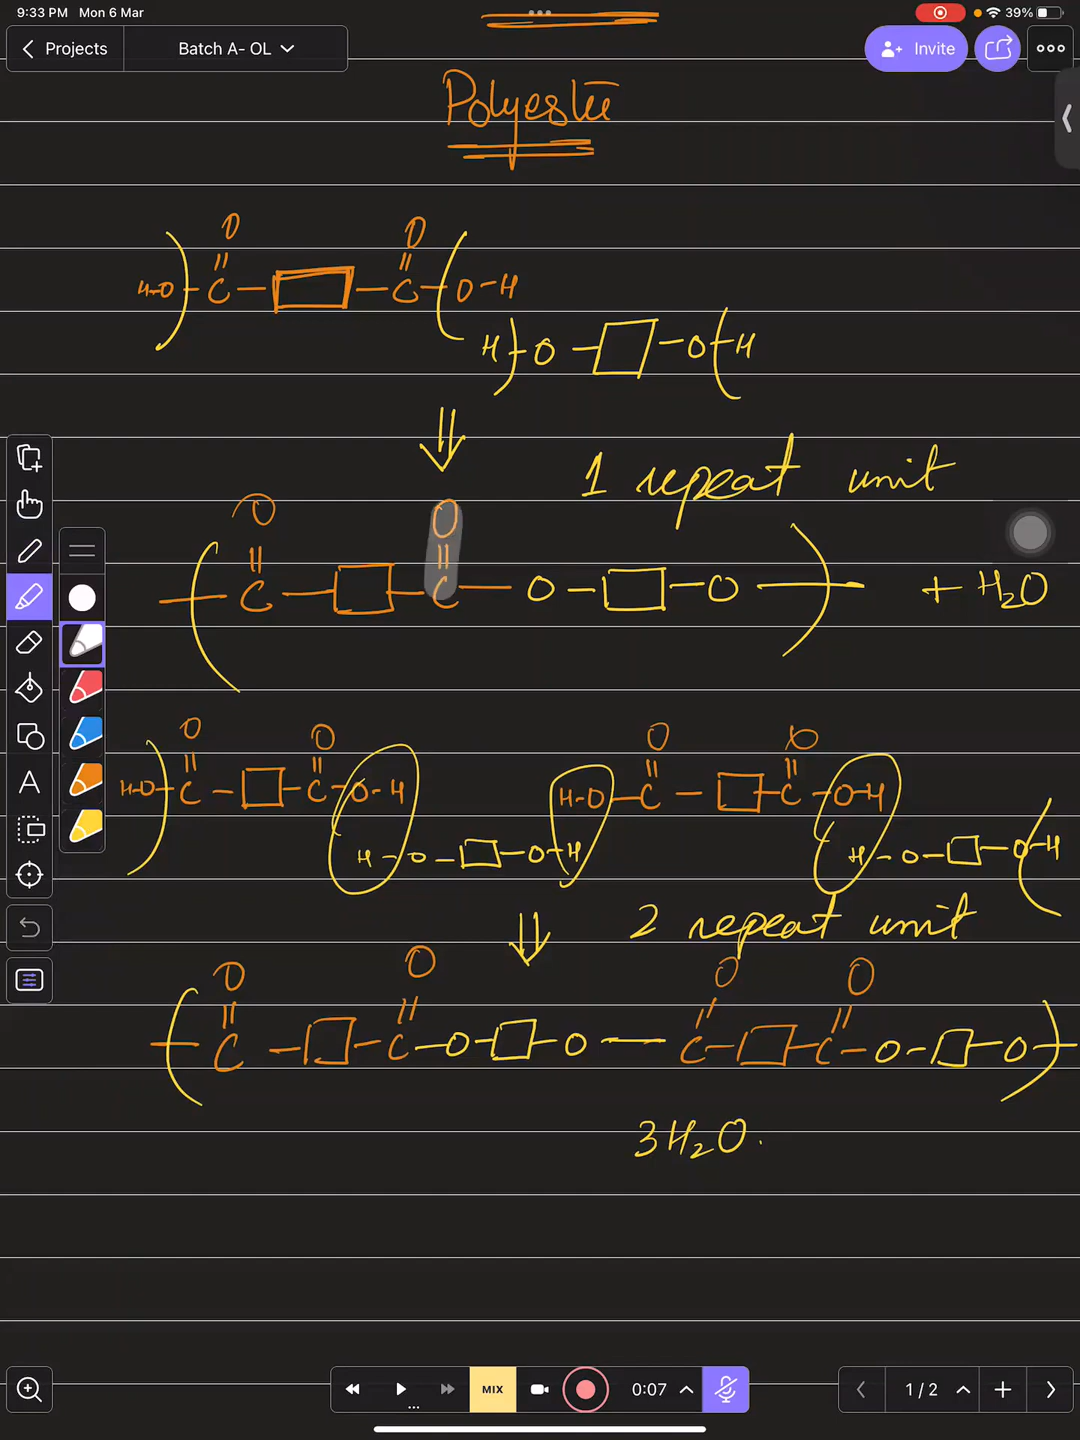 9:33 PM Mon 6 Mar
39%
Projects
Batch A- OL
Invite
Polyester
O O
H-O C C O-H
H O O H
1 repeat unit
O O
C C O O + H₂O
O O O O
H-O C C O-H H-O C C O-H
H-O O-H H-O O-H
2 repeat unit
O O O O
C C O O C C O O
3H₂O.
A
MIX
0:07
1/2